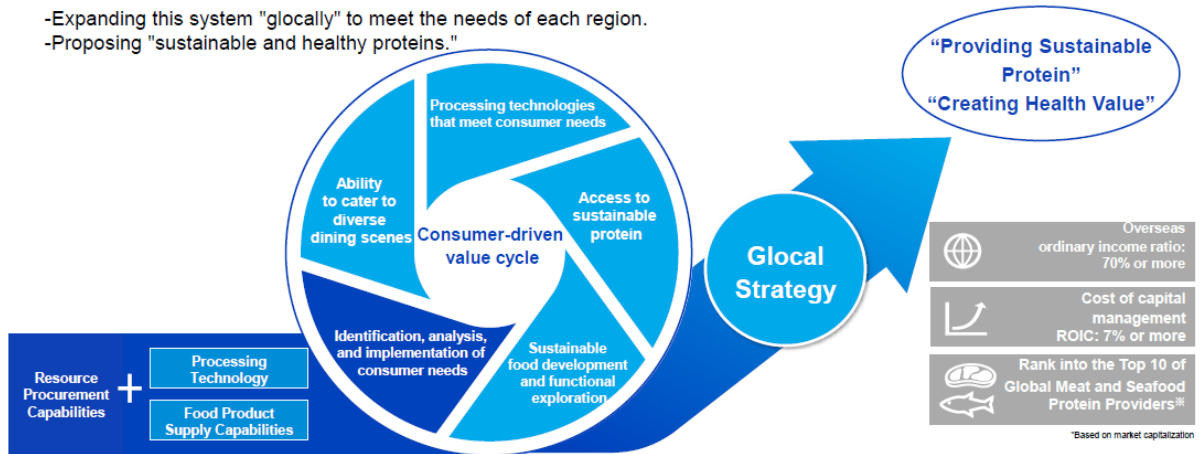 -Expanding this system "glocally" to meet the needs of each region.
-Proposing "sustainable and healthy proteins."
“Providing Sustainable
Protein”
“Creating Health Value”
Processing technologies
that meet consumer needs
Ability
to cater to
diverse
dining scenes
Access to
sustainable
protein
Consumer-driven
value cycle
Identification, analysis,
and implementation of
consumer needs
Sustainable
food development
and functional
exploration
Glocal
Strategy
Resource
Procurement
Capabilities
+
Processing
Technology
Food Product
Supply Capabilities
Overseas
ordinary income ratio:
70% or more
Cost of capital
management
ROIC: 7% or more
Rank into the Top 10 of
Global Meat and Seafood
Protein Providers※
*Based on market capitalization